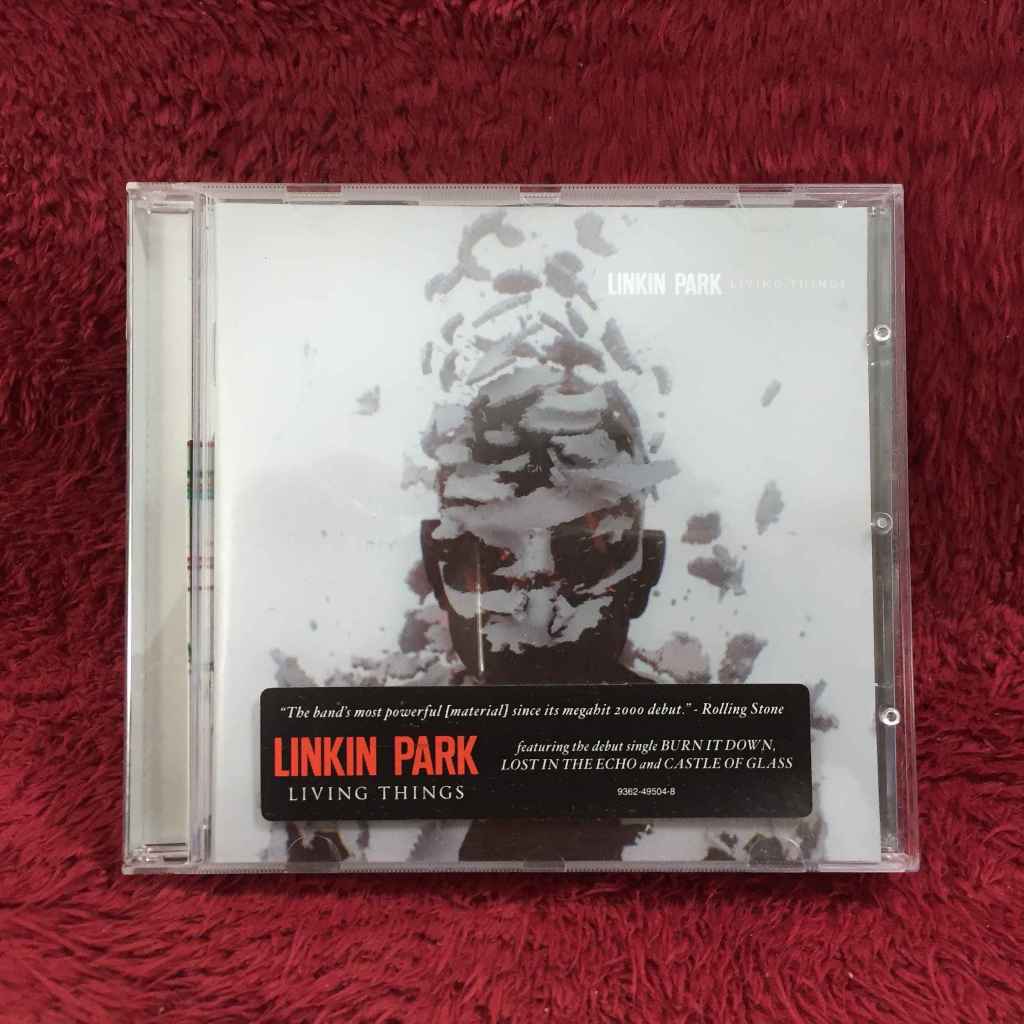 LINKIN PARK LIVING THINGS
“The band's most powerful [material] since its megahit 2000 debut.” - Rolling Stone
LINKIN PARK
LIVING THINGS
featuring the debut single BURN IT DOWN,
LOST IN THE ECHO and CASTLE OF GLASS
9362-49504-8